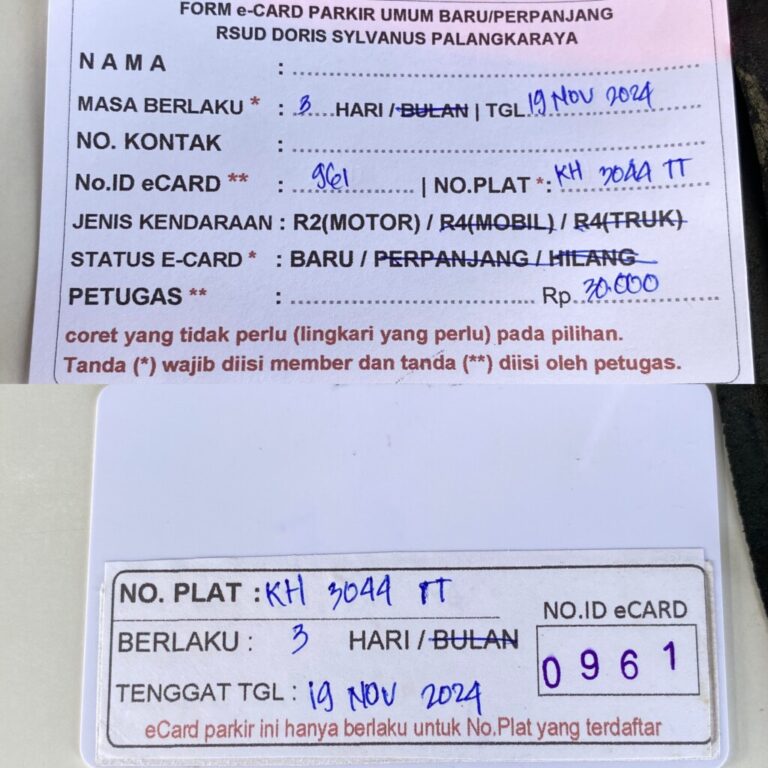 FORM e-CARD PARKIR UMUM BARU/PERPANJANG
RSUD DORIS SYLVANUS PALANGKARAYA
NAMA : 
MASA BERLAKU * : 3 HARI / BULAN | TGL 19 NOV 2024
NO. KONTAK :
No.ID eCARD ** : 961 | NO.PLAT *: KH 3044 TT
JENIS KENDARAAN : R2(MOTOR) / R4(MOBIL) / R4(TRUK)
STATUS E-CARD * : BARU / PERPANJANG / HILANG
PETUGAS ** : Rp 30.000
coret yang tidak perlu (lingkari yang perlu) pada pilihan.
Tanda (*) wajib diisi member dan tanda (**) diisi oleh petugas.
NO. PLAT : KH 3044 TT
BERLAKU : 3 HARI / BULAN
TENGGAT TGL : 19 NOV 2024
NO.ID eCARD
0961
eCard parkir ini hanya berlaku untuk No.Plat yang terdaftar